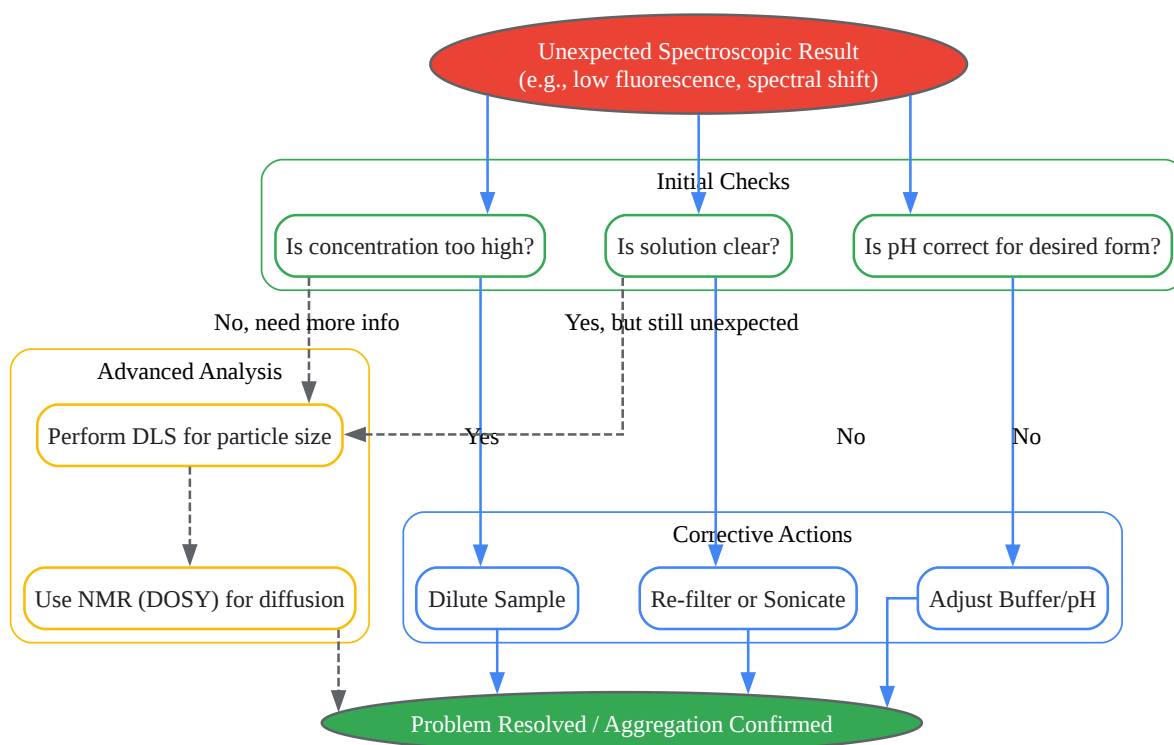 Unexpected Spectroscopic Result
(e.g., low fluorescence, spectral shift)
Initial Checks
Is concentration too high?
Is solution clear?
Is pH correct for desired form?
No, need more info
Yes, but still unexpected
Advanced Analysis
Perform DLS for particle size
Yes
No
No
Corrective Actions
Use NMR (DOSY) for diffusion
Dilute Sample
Re-filter or Sonicate
Adjust Buffer/pH
Problem Resolved / Aggregation Confirmed